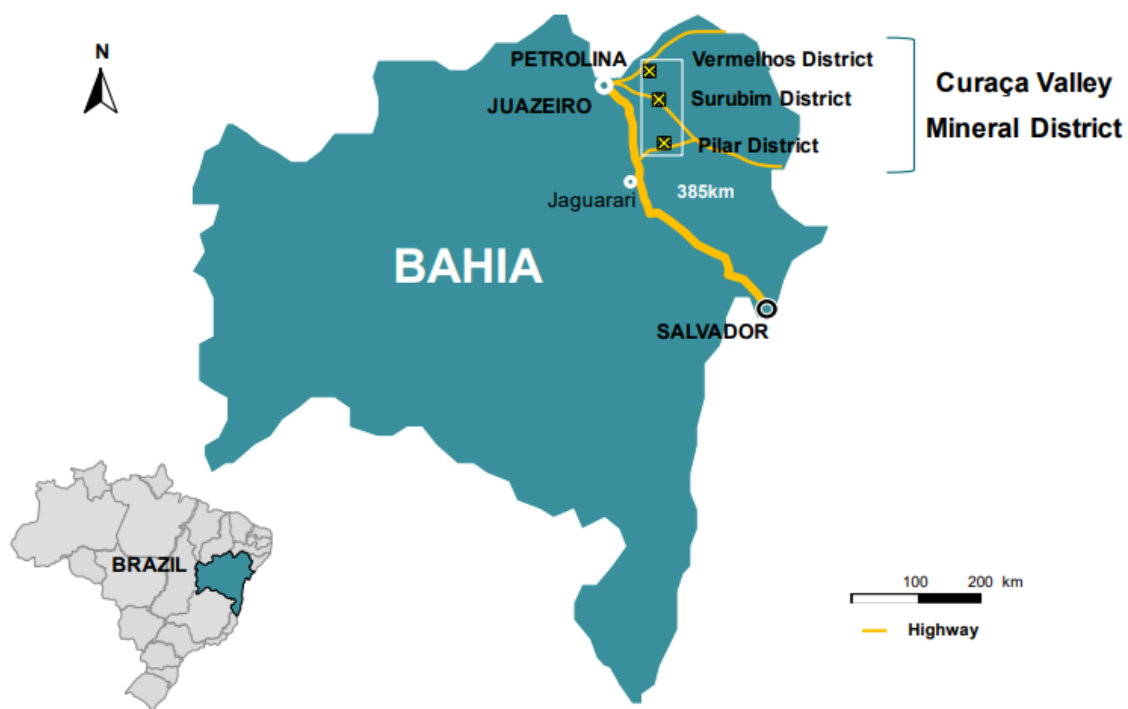 N
PETROLINA
Vermelhos District
JUAZEIRO
Surubim District
Pilar District
Curaça Valley
Mineral District
Jaguarari
385km
BAHIA
SALVADOR
BRAZIL
100 200 km
Highway